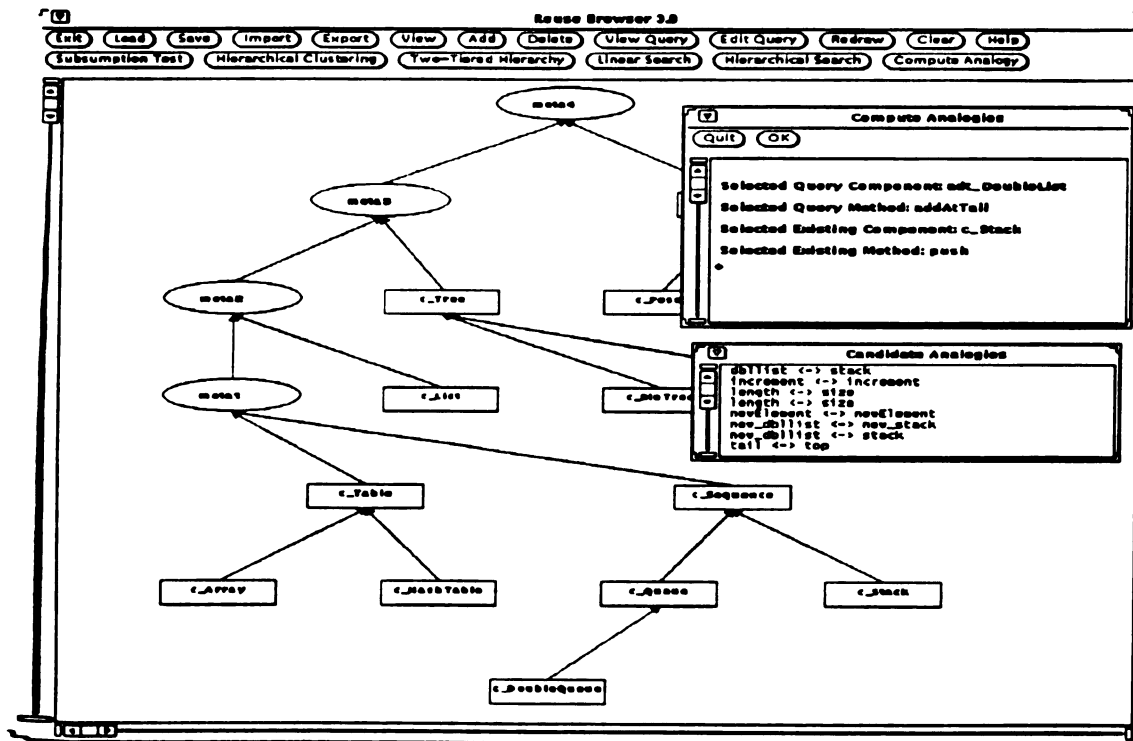 Reuse Browser 3.0
Exit Load Save Import Export View Add Delete View Query Edit Query Redraw Clear Help
Subsumption Test Hierarchical Clustering Two-Tiered Hierarchy Linear Search Hierarchical Search Compute Analogy
meta4
Compute Analogies
Quit OK
Selected Query Component: adt_DoubleList
Selected Query Method: addAtTail
Selected Existing Component: c_Stack
Selected Existing Method: push
meta3
meta2
c_Tree
Candidate Analogies
dbllist <-> stack
increment <-> increment
length <-> size
length <-> size
newElement <-> newElement
new_dbllist <-> new_stack
new_dbllist <-> stack
tail <-> top
meta1
c_List
c_BinTree
c_Table
c_Sequence
c_Array
c_HashTable
c_Queue
c_Stack
c_DoubleQueue